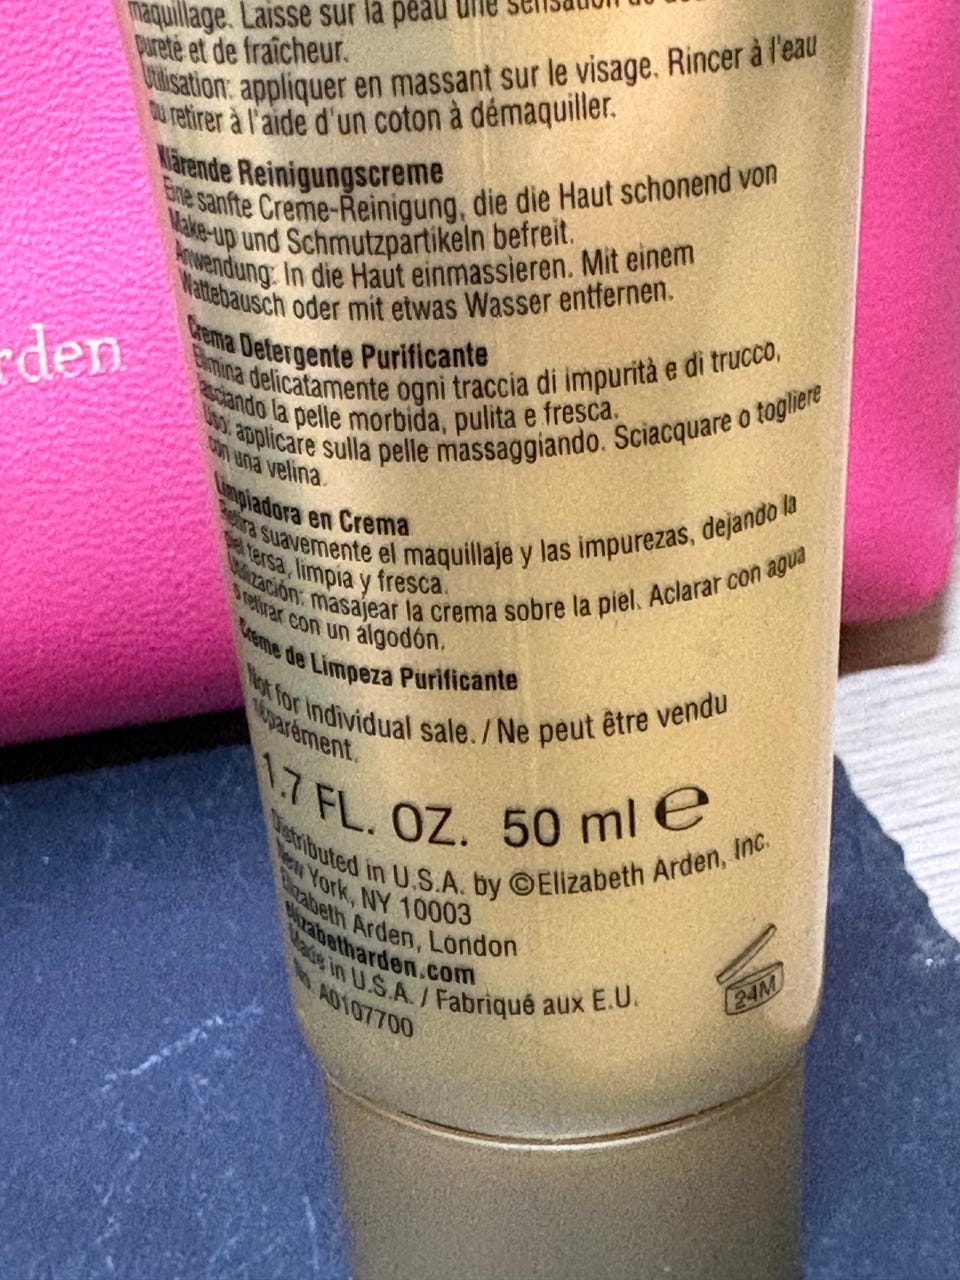 maquillage. Laisse sur la peau une sensation de
pureté et de fraîcheur.
Utilisation: appliquer en massant sur le visage. Rincer à l'eau
ou retirer à l'aide d'un coton à démaquiller.
Klärende Reinigungscreme
Eine sanfte Creme-Reinigung, die die Haut schonend von
Make-up und Schmutzpartikeln befreit.
Anwendung: In die Haut einmassieren. Mit einem
Wattebausch oder mit etwas Wasser entfernen.
Crema Detergente Purificante
Elimina delicatamente ogni traccia di impurità e di trucco,
lasciando la pelle morbida, pulita e fresca.
Uso: applicare sulla pelle massaggiando. Sciacquare o togliere
con una velina.
Limpiadora en Crema
Retira suavemente el maquillaje y las impurezas, dejando la
piel tersa, limpia y fresca.
Utilización: masajear la crema sobre la piel. Aclarar con agua
o retirar con un algodón.
Creme de Limpeza Purificante
Not for individual sale. / Ne peut être vendu
séparément.
1.7 FL. OZ. 50 ml ℮
Distributed in U.S.A. by ©Elizabeth Arden, Inc.
New York, NY 10003
Elizabeth Arden, London
elizabetharden.com
Made in U.S.A. / Fabriqué aux E.U.
No. A0107700
24M
rden